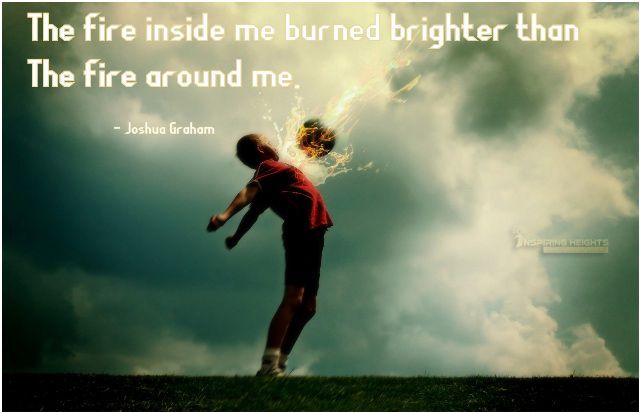 The fire inside me burned brighter than
The fire around me.
- Joshua Graham
INSPIRING HEIGHTS